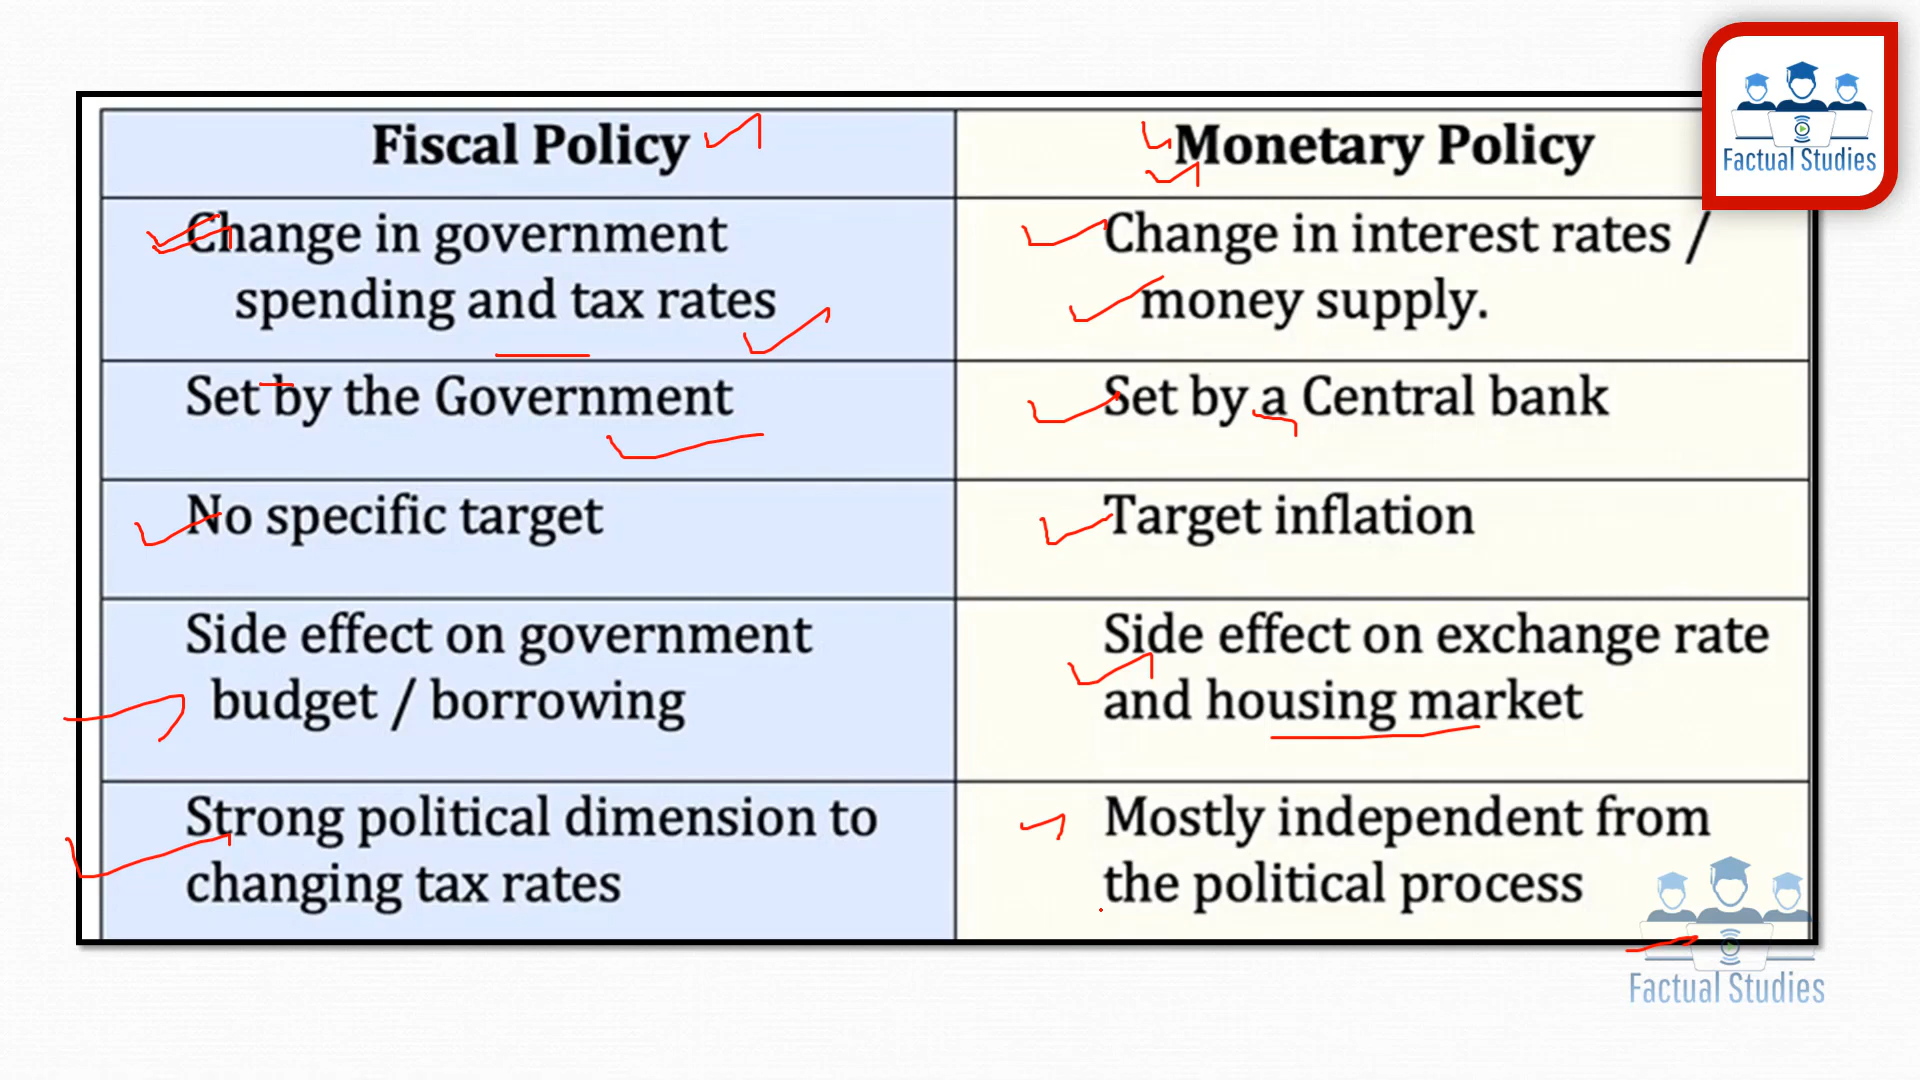 Fiscal Policy
Monetary Policy
Change in government
spending and tax rates
Change in interest rates /
money supply.
Set by the Government
Set by a Central bank
No specific target
Target inflation
Side effect on government
budget / borrowing
Side effect on exchange rate
and housing market
Strong political dimension to
changing tax rates
Mostly independent from
the political process
Factual Studies
Factual Studies